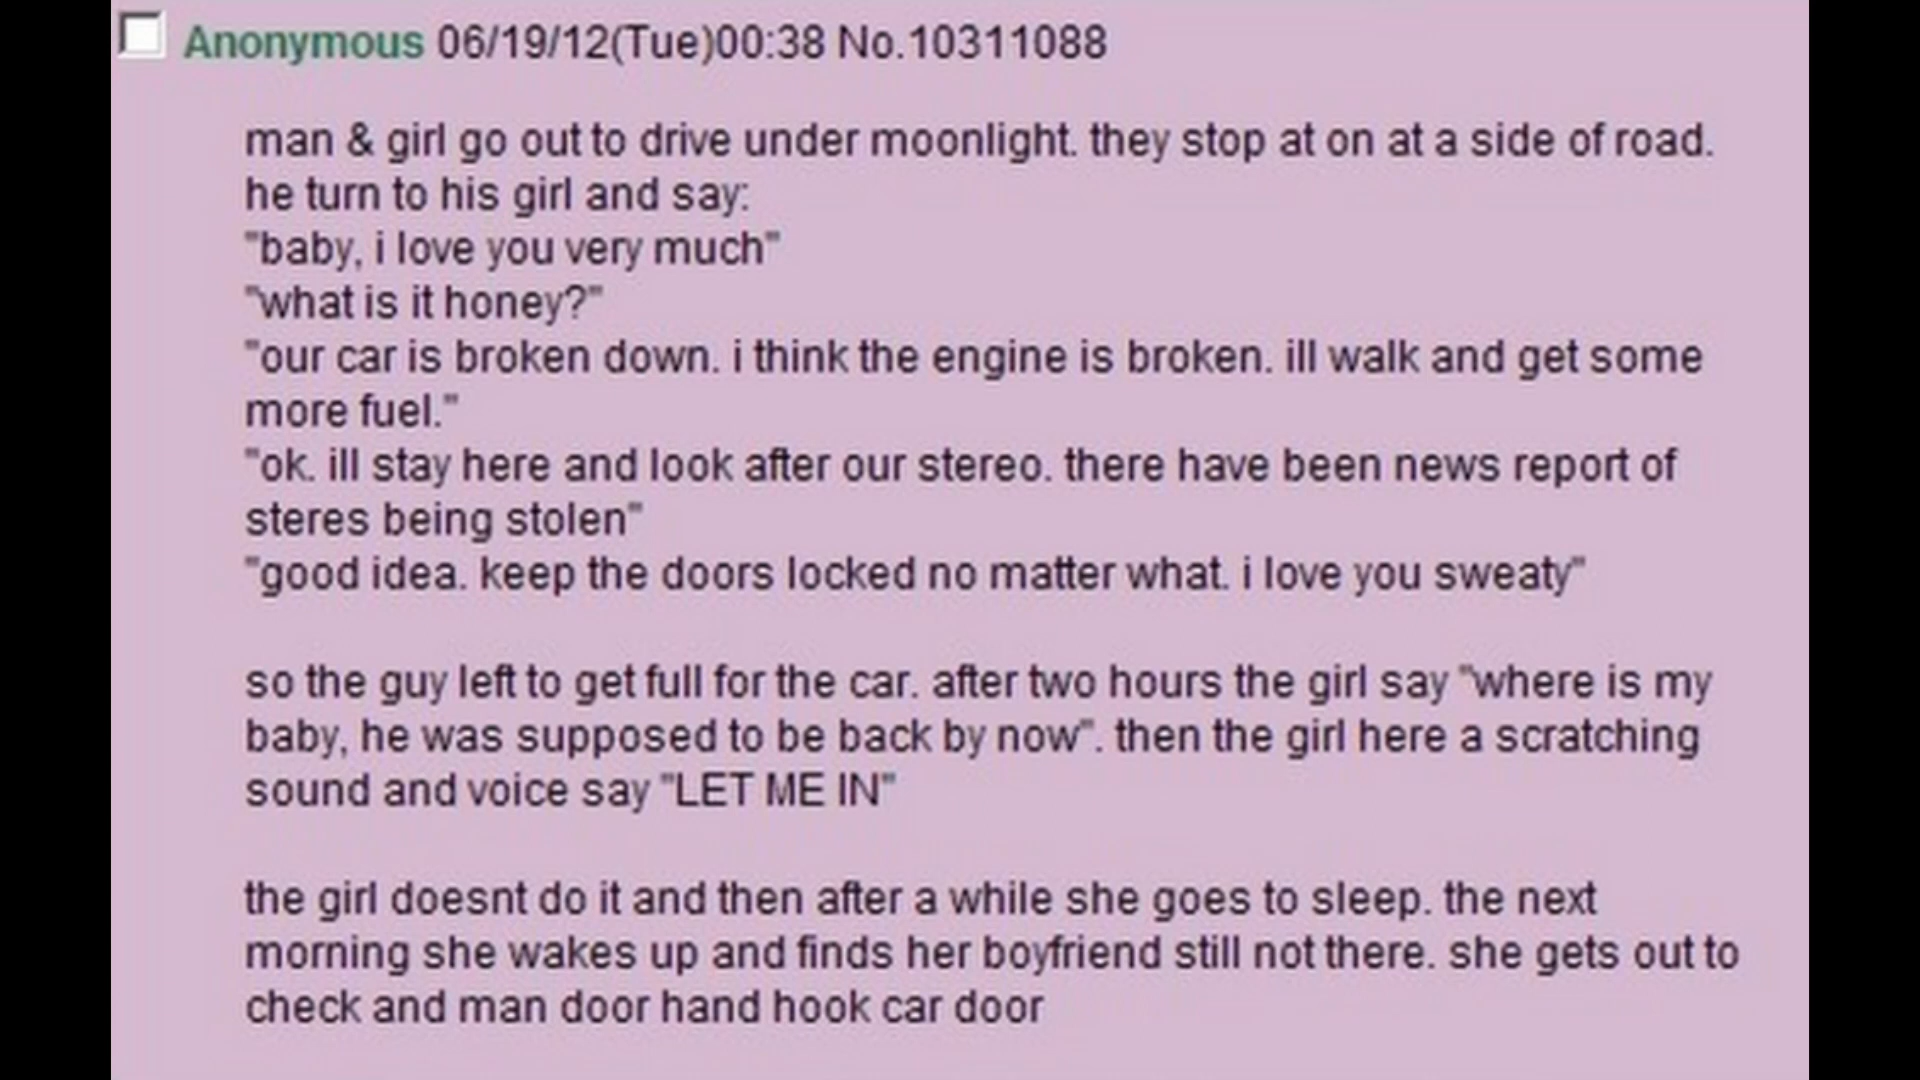 Anonymous 06/19/12(Tue)00:38 No.10311088
man & girl go out to drive under moonlight. they stop at on at a side of road.
he turn to his girl and say:
"baby, i love you very much"
"what is it honey?"
"our car is broken down. i think the engine is broken. ill walk and get some
more fuel."
"ok. ill stay here and look after our stereo. there have been news report of
steres being stolen"
"good idea. keep the doors locked no matter what. i love you sweaty"
so the guy left to get full for the car. after two hours the girl say "where is my
baby, he was supposed to be back by now". then the girl here a scratching
sound and voice say "LET ME IN"
the girl doesnt do it and then after a while she goes to sleep. the next
morning she wakes up and finds her boyfriend still not there. she gets out to
check and man door hand hook car door